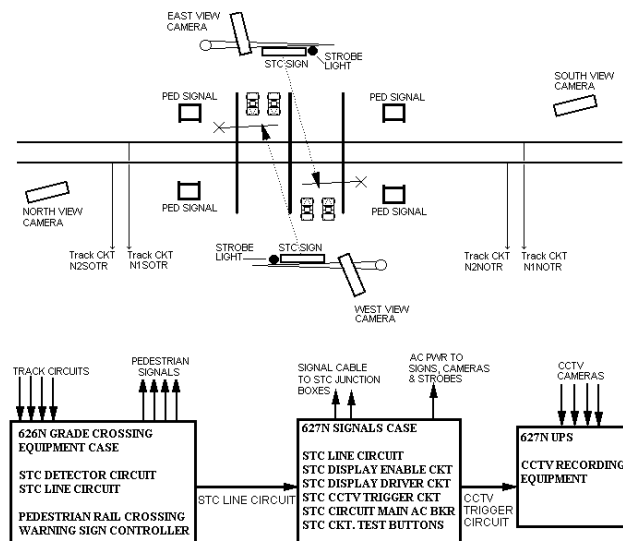 EAST VIEW
CAMERA
STC SIGN
STROBE
LIGHT
SOUTH VIEW
CAMERA
PED SIGNAL
PED SIGNAL
NORTH VIEW
CAMERA
PED SIGNAL
PED SIGNAL
Track CKT
N2SOTR
Track CKT
N1SOTR
STROBE
LIGHT
STC SIGN
Track CKT
N2NOTR
Track CKT
N1NOTR
WEST VIEW
CAMERA
TRACK CIRCUITS
PEDESTRIAN
SIGNALS
SIGNAL CABLE
TO STC JUNCTION
BOXES
AC PWR TO
SIGNS, CAMERAS
& STROBES
CCTV
CAMERAS
626N GRADE CROSSING
EQUIPMENT CASE
STC DETECTOR CIRCUIT
STC LINE CIRCUIT
PEDESTRIAN RAIL CROSSING
WARNING SIGN CONTROLLER
STC LINE CIRCUIT
627N SIGNALS CASE
STC LINE CIRCUIT
STC DISPLAY ENABLE CKT
STC DISPLAY DRIVER CKT
STC CCTV TRIGGER CKT
STC CIRCUIT MAIN AC BKR
STC CKT. TEST BUTTONS
CCTV
TRIGGER
CIRCUIT
627N UPS
CCTV RECORDING
EQUIPMENT